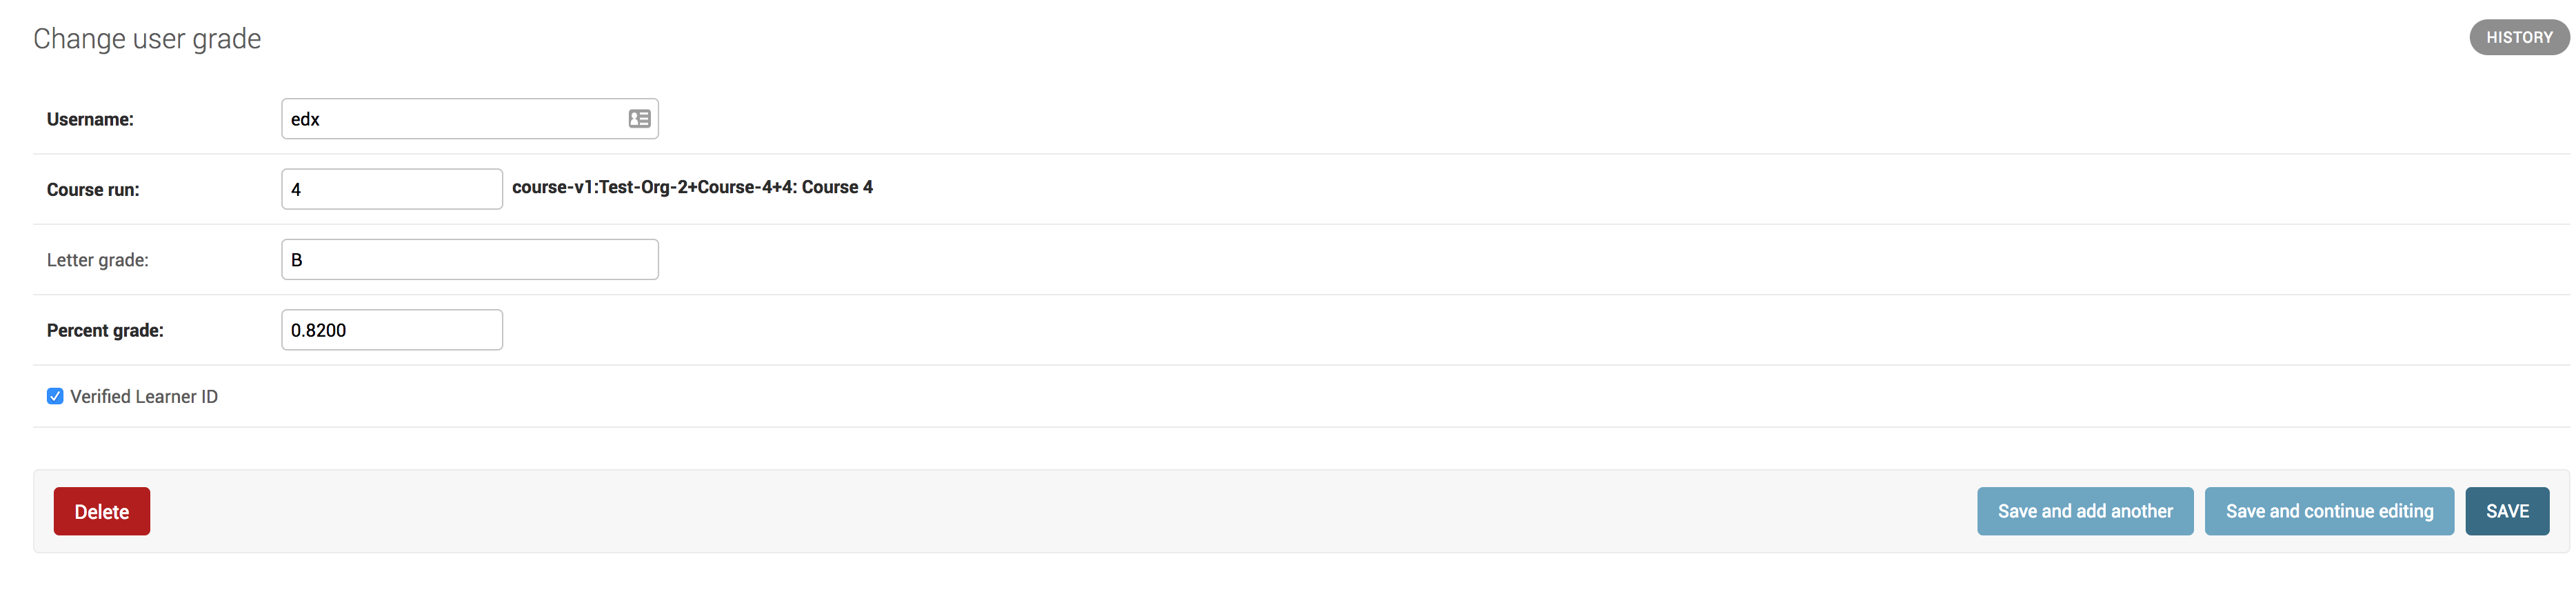 Change user grade
HISTORY
Username: edx
Course run: 4 course-v1:Test-Org-2+Course-4+4: Course 4
Letter grade: B
Percent grade: 0.8200
Verified Learner ID
Delete Save and add another Save and continue editing SAVE